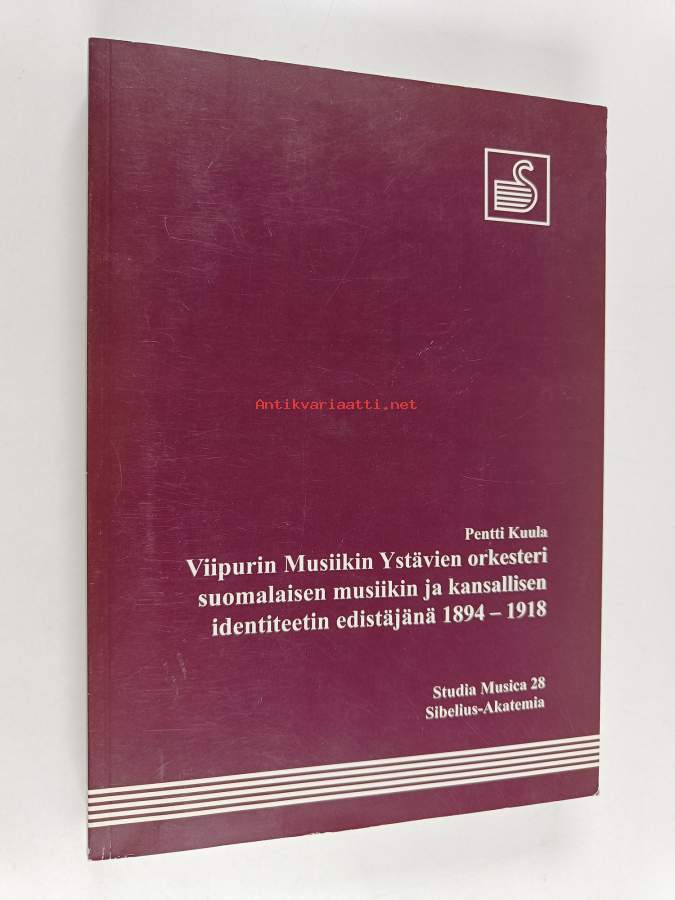 Antikvariaatti.net
Pentti Kuula
Viipurin Musiikin Ystävien orkesteri
suomalaisen musiikin ja kansallisen
identiteetin edistäjänä 1894 – 1918
Studia Musica 28
Sibelius-Akatemia